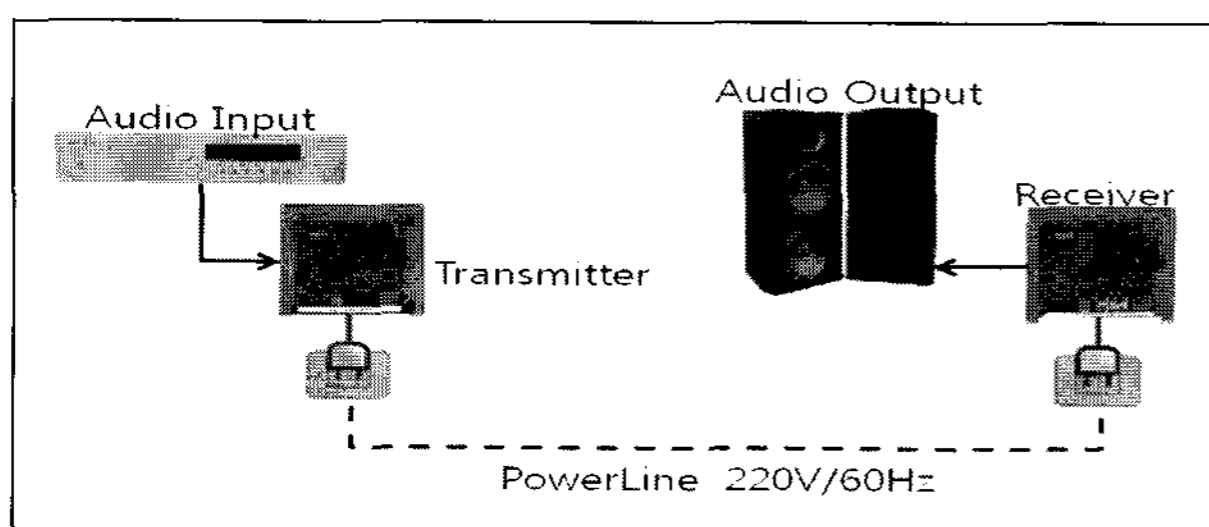 Audio Input
Audio Output
Receiver
Transmitter
PowerLine 220V/60Hz